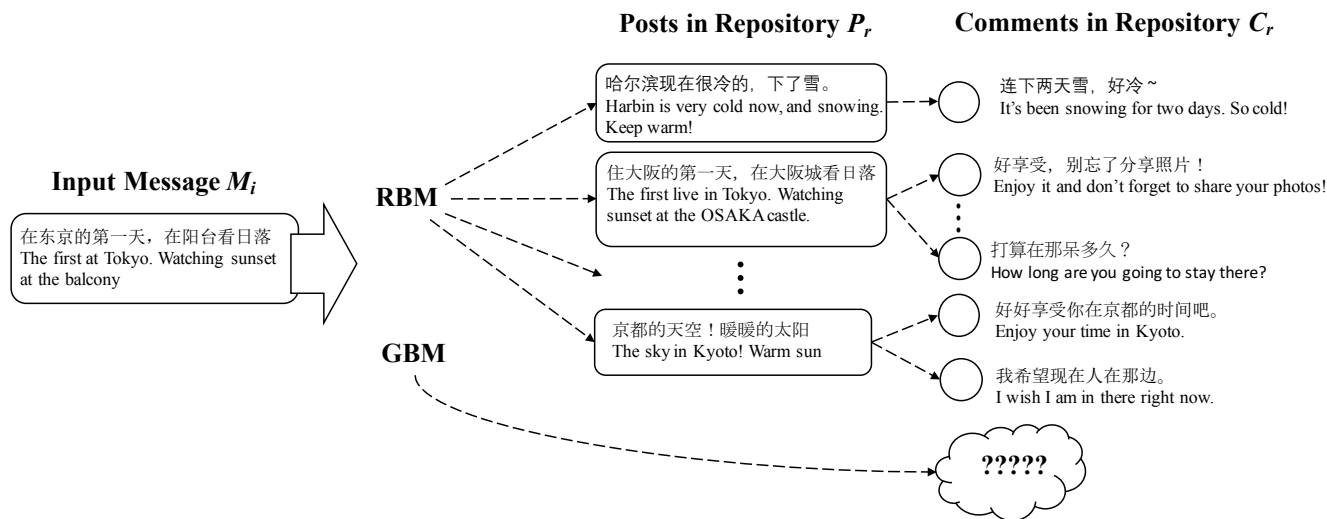 Posts in Repository Pr
Comments in Repository Cr
Input Message Mi
在东京的第一天，在阳台看日落
The first at Tokyo. Watching sunset
at the balcony
RBM
GBM
哈尔滨现在很冷的，下了雪。
Harbin is very cold now, and snowing.
Keep warm!
连下两天雪，好冷～
It's been snowing for two days. So cold!
住大阪的第一天，在大阪城看日落
The first live in Tokyo. Watching
sunset at the OSAKA castle.
好享受，别忘了分享照片！
Enjoy it and don't forget to share your photos!
打算在那呆多久？
How long are you going to stay there?
京都的天空！暖暖的太阳
The sky in Kyoto! Warm sun
好好享受你在京都的时间吧。
Enjoy your time in Kyoto.
我希望现在人在那边。
I wish I am in there right now.
?????